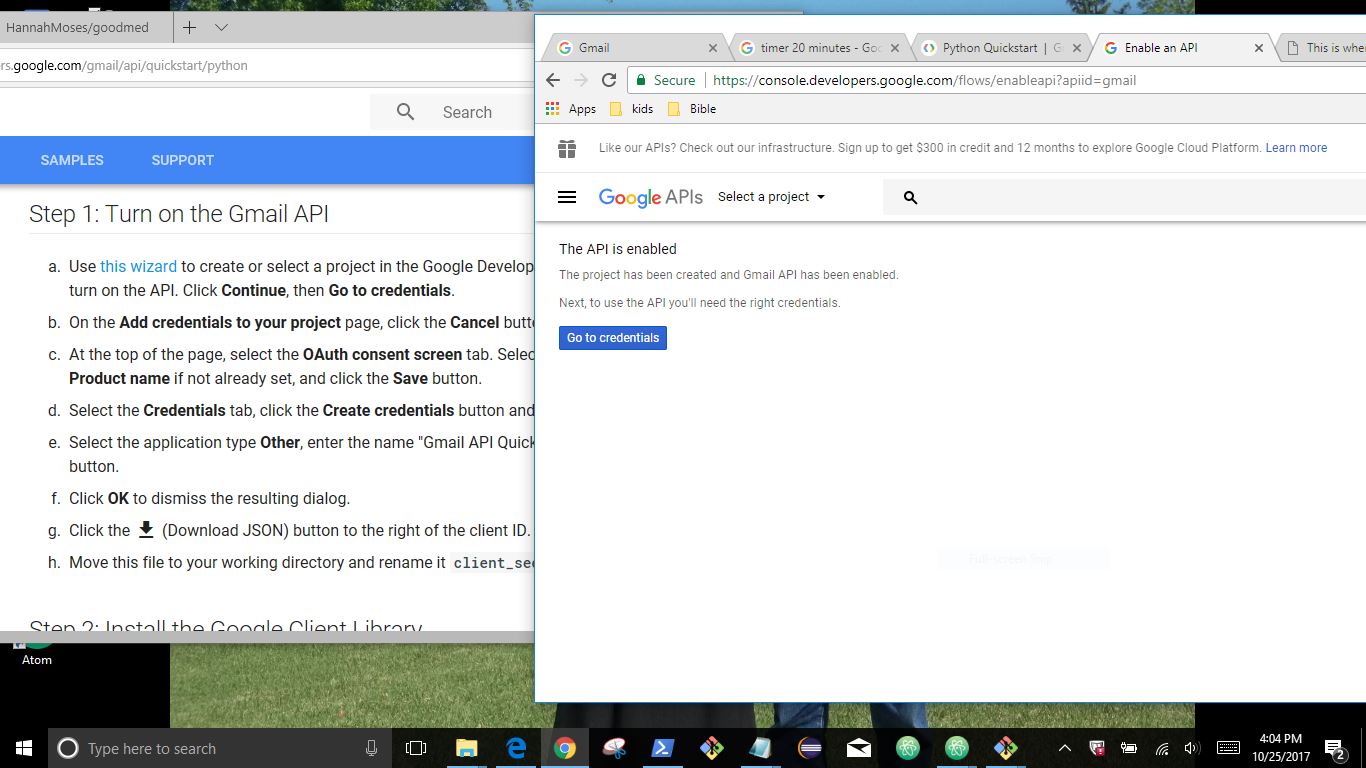 HannahMoses/goodmed
rs.google.com/gmail/api/quickstart/python
Search
SAMPLES SUPPORT
Step 1: Turn on the Gmail API
a. Use this wizard to create or select a project in the Google Develop
turn on the API. Click Continue, then Go to credentials.
b. On the Add credentials to your project page, click the Cancel butt
c. At the top of the page, select the OAuth consent screen tab. Selec
Product name if not already set, and click the Save button.
d. Select the Credentials tab, click the Create credentials button and
e. Select the application type Other, enter the name "Gmail API Quick
button.
f. Click OK to dismiss the resulting dialog.
g. Click the (Download JSON) button to the right of the client ID.
h. Move this file to your working directory and rename it client_sec
Step 2: Install the Google Client Library
Atom
Gmail
timer 20 minutes - Goo
Python Quickstart | G
Enable an API
This is whe
Secure https://console.developers.google.com/flows/enableapi?apiid=gmail
Apps kids Bible
Like our APIs? Check out our infrastructure. Sign up to get $300 in credit and 12 months to explore Google Cloud Platform. Learn more
Google APIs Select a project
The API is enabled
The project has been created and Gmail API has been enabled.
Next, to use the API you'll need the right credentials.
Go to credentials
Full-screen Snip
Type here to search
4:04 PM
10/25/2017
2